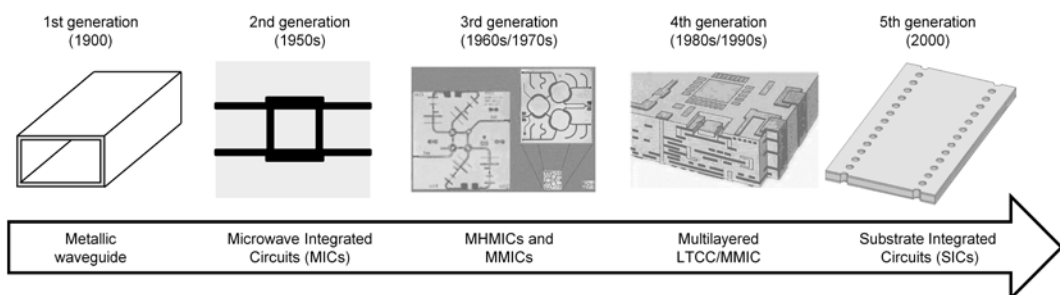 1st generation
(1900)
2nd generation
(1950s)
3rd generation
(1960s/1970s)
4th generation
(1980s/1990s)
5th generation
(2000)
Metallic
waveguide
Microwave Integrated
Circuits (MICs)
MHMICs and
MMICs
Multilayered
LTCC/MMIC
Substrate Integrated
Circuits (SICs)